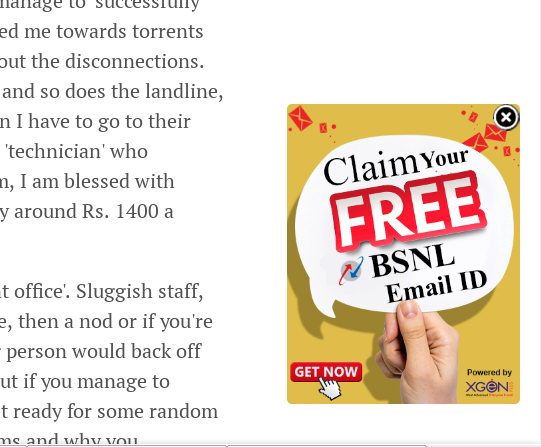 manage to 'successfully
ed me towards torrents
out the disconnections.
and so does the landline,
n I have to go to their
'technician' who
m, I am blessed with
y around Rs. 1400 a
t office'. Sluggish staff,
e, then a nod or if you're
person would back off
ut if you manage to
t ready for some random
ms and why you
Claim Your
FREE
BSNL
Email ID
GET NOW
Powered by
XGEN